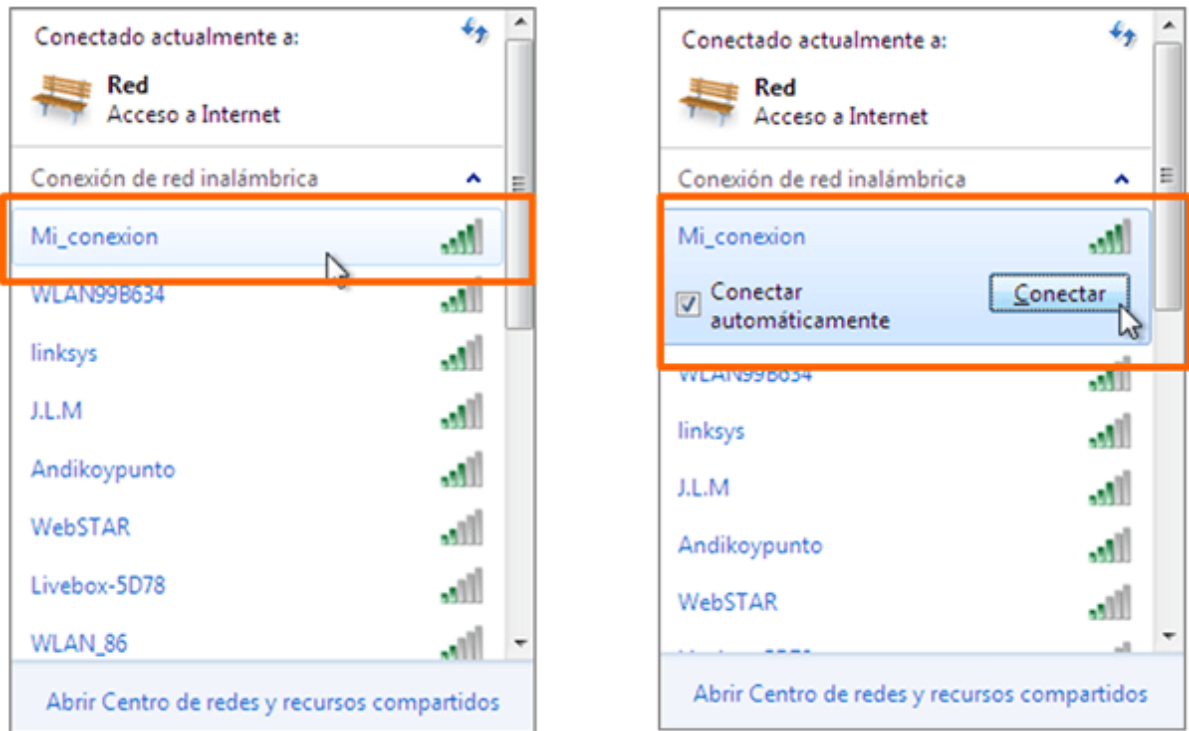 Conectado actualmente a:
Red
Acceso a Internet
Conexión de red inalámbrica
Mi_conexion
WLAN99B634
linksys
J.L.M
Andikoypunto
WebSTAR
Livebox-5D78
WLAN_86
Abrir Centro de redes y recursos compartidos
Conectado actualmente a:
Red
Acceso a Internet
Conexión de red inalámbrica
Mi_conexion
Conectar
automáticamente
Conectar
WLAN99B634
linksys
J.L.M
Andikoypunto
WebSTAR
Abrir Centro de redes y recursos compartidos